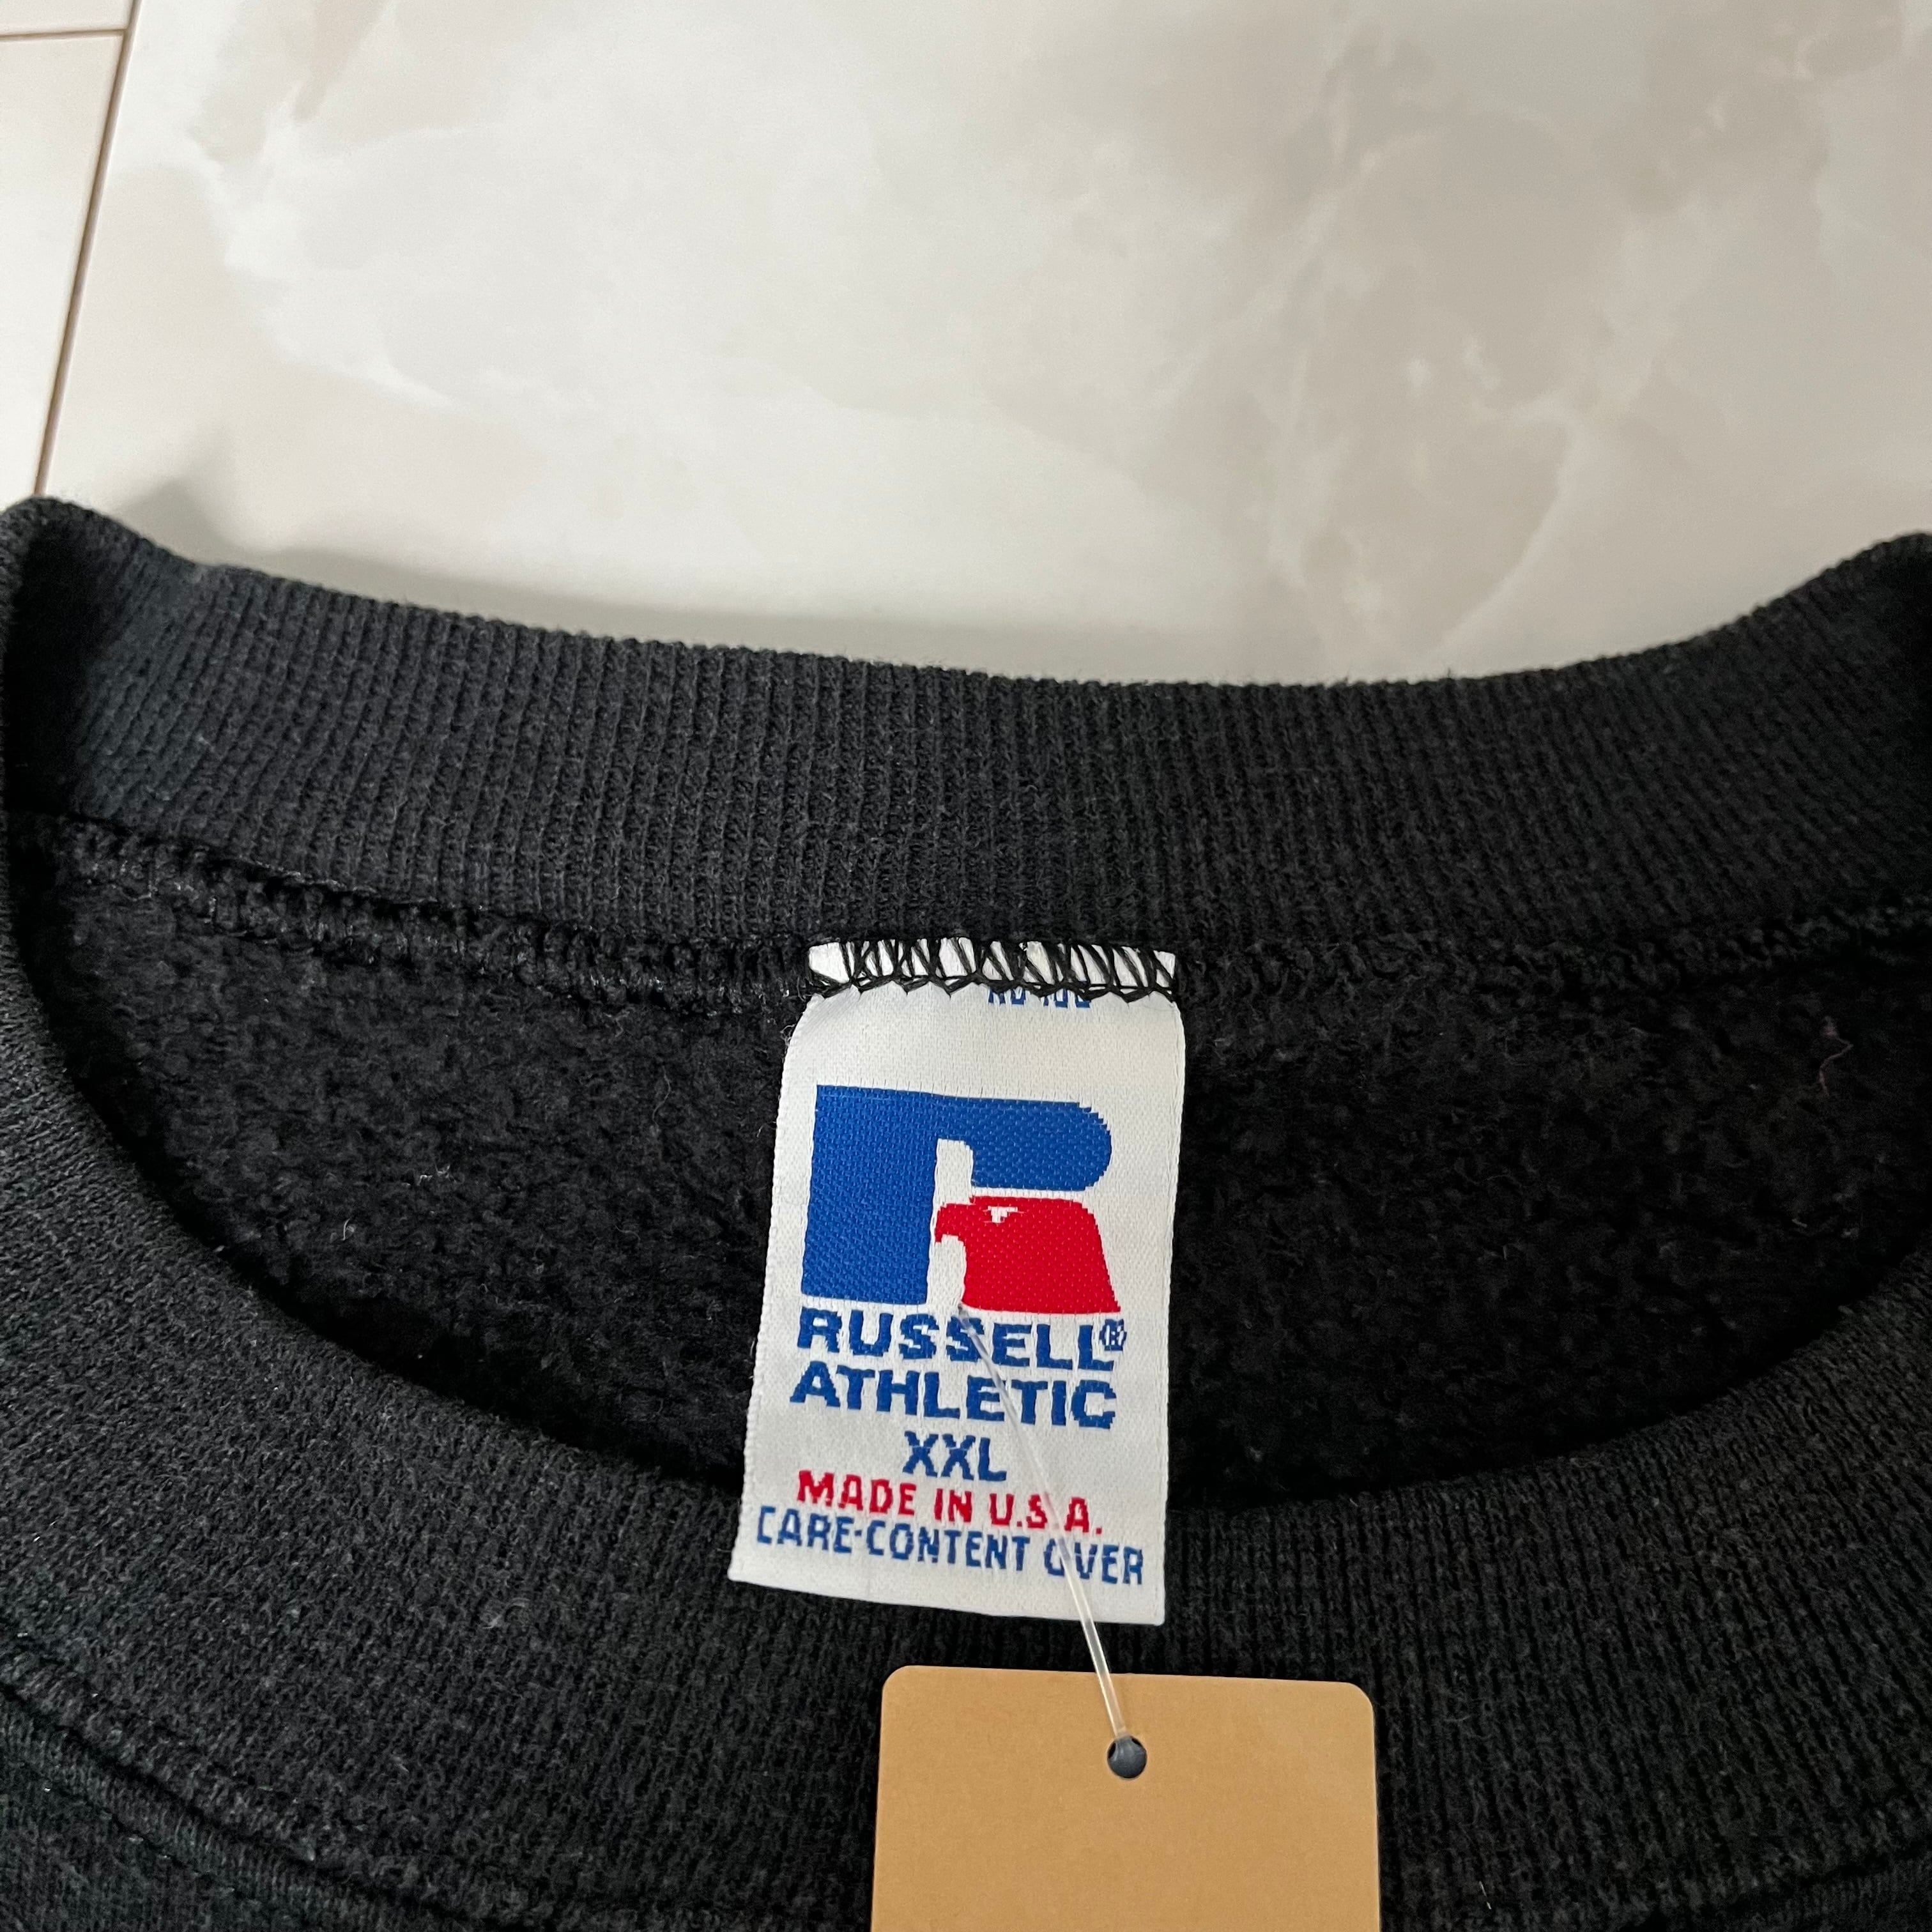 RUSSELL®
ATHLETIC
XXL
MADE IN U.S.A.
CARE-CONTENT OVER